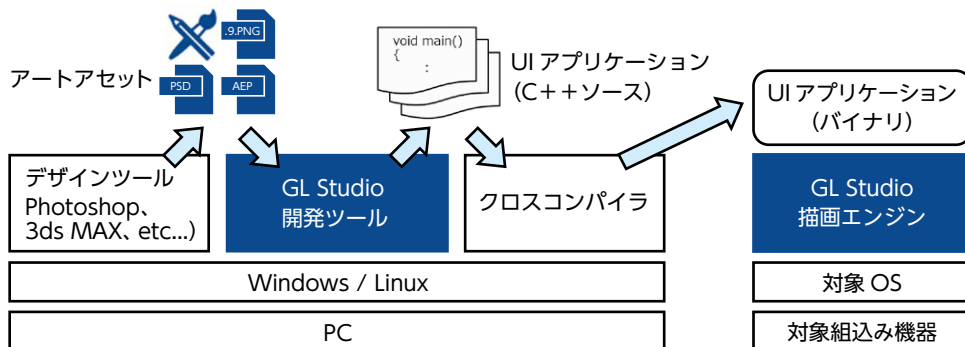 アートアセット
.9.PNG
PSD
AEP
void main()
{
:
UI アプリケーション
(C++ソース)
UI アプリケーション
(バイナリ)
デザインツール
Photoshop、
3ds MAX、etc...)
GL Studio
開発ツール
クロスコンパイラ
GL Studio
描画エンジン
Windows / Linux
対象 OS
PC
対象組込み機器